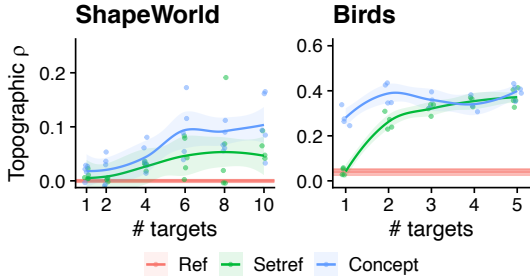 ShapeWorld
Birds
Topographic ρ
0.2
0.1
0.0
1 2 4 6 8 10
# targets
0.6
0.4
0.2
0.0
1 2 3 4 5
# targets
Ref Setref Concept